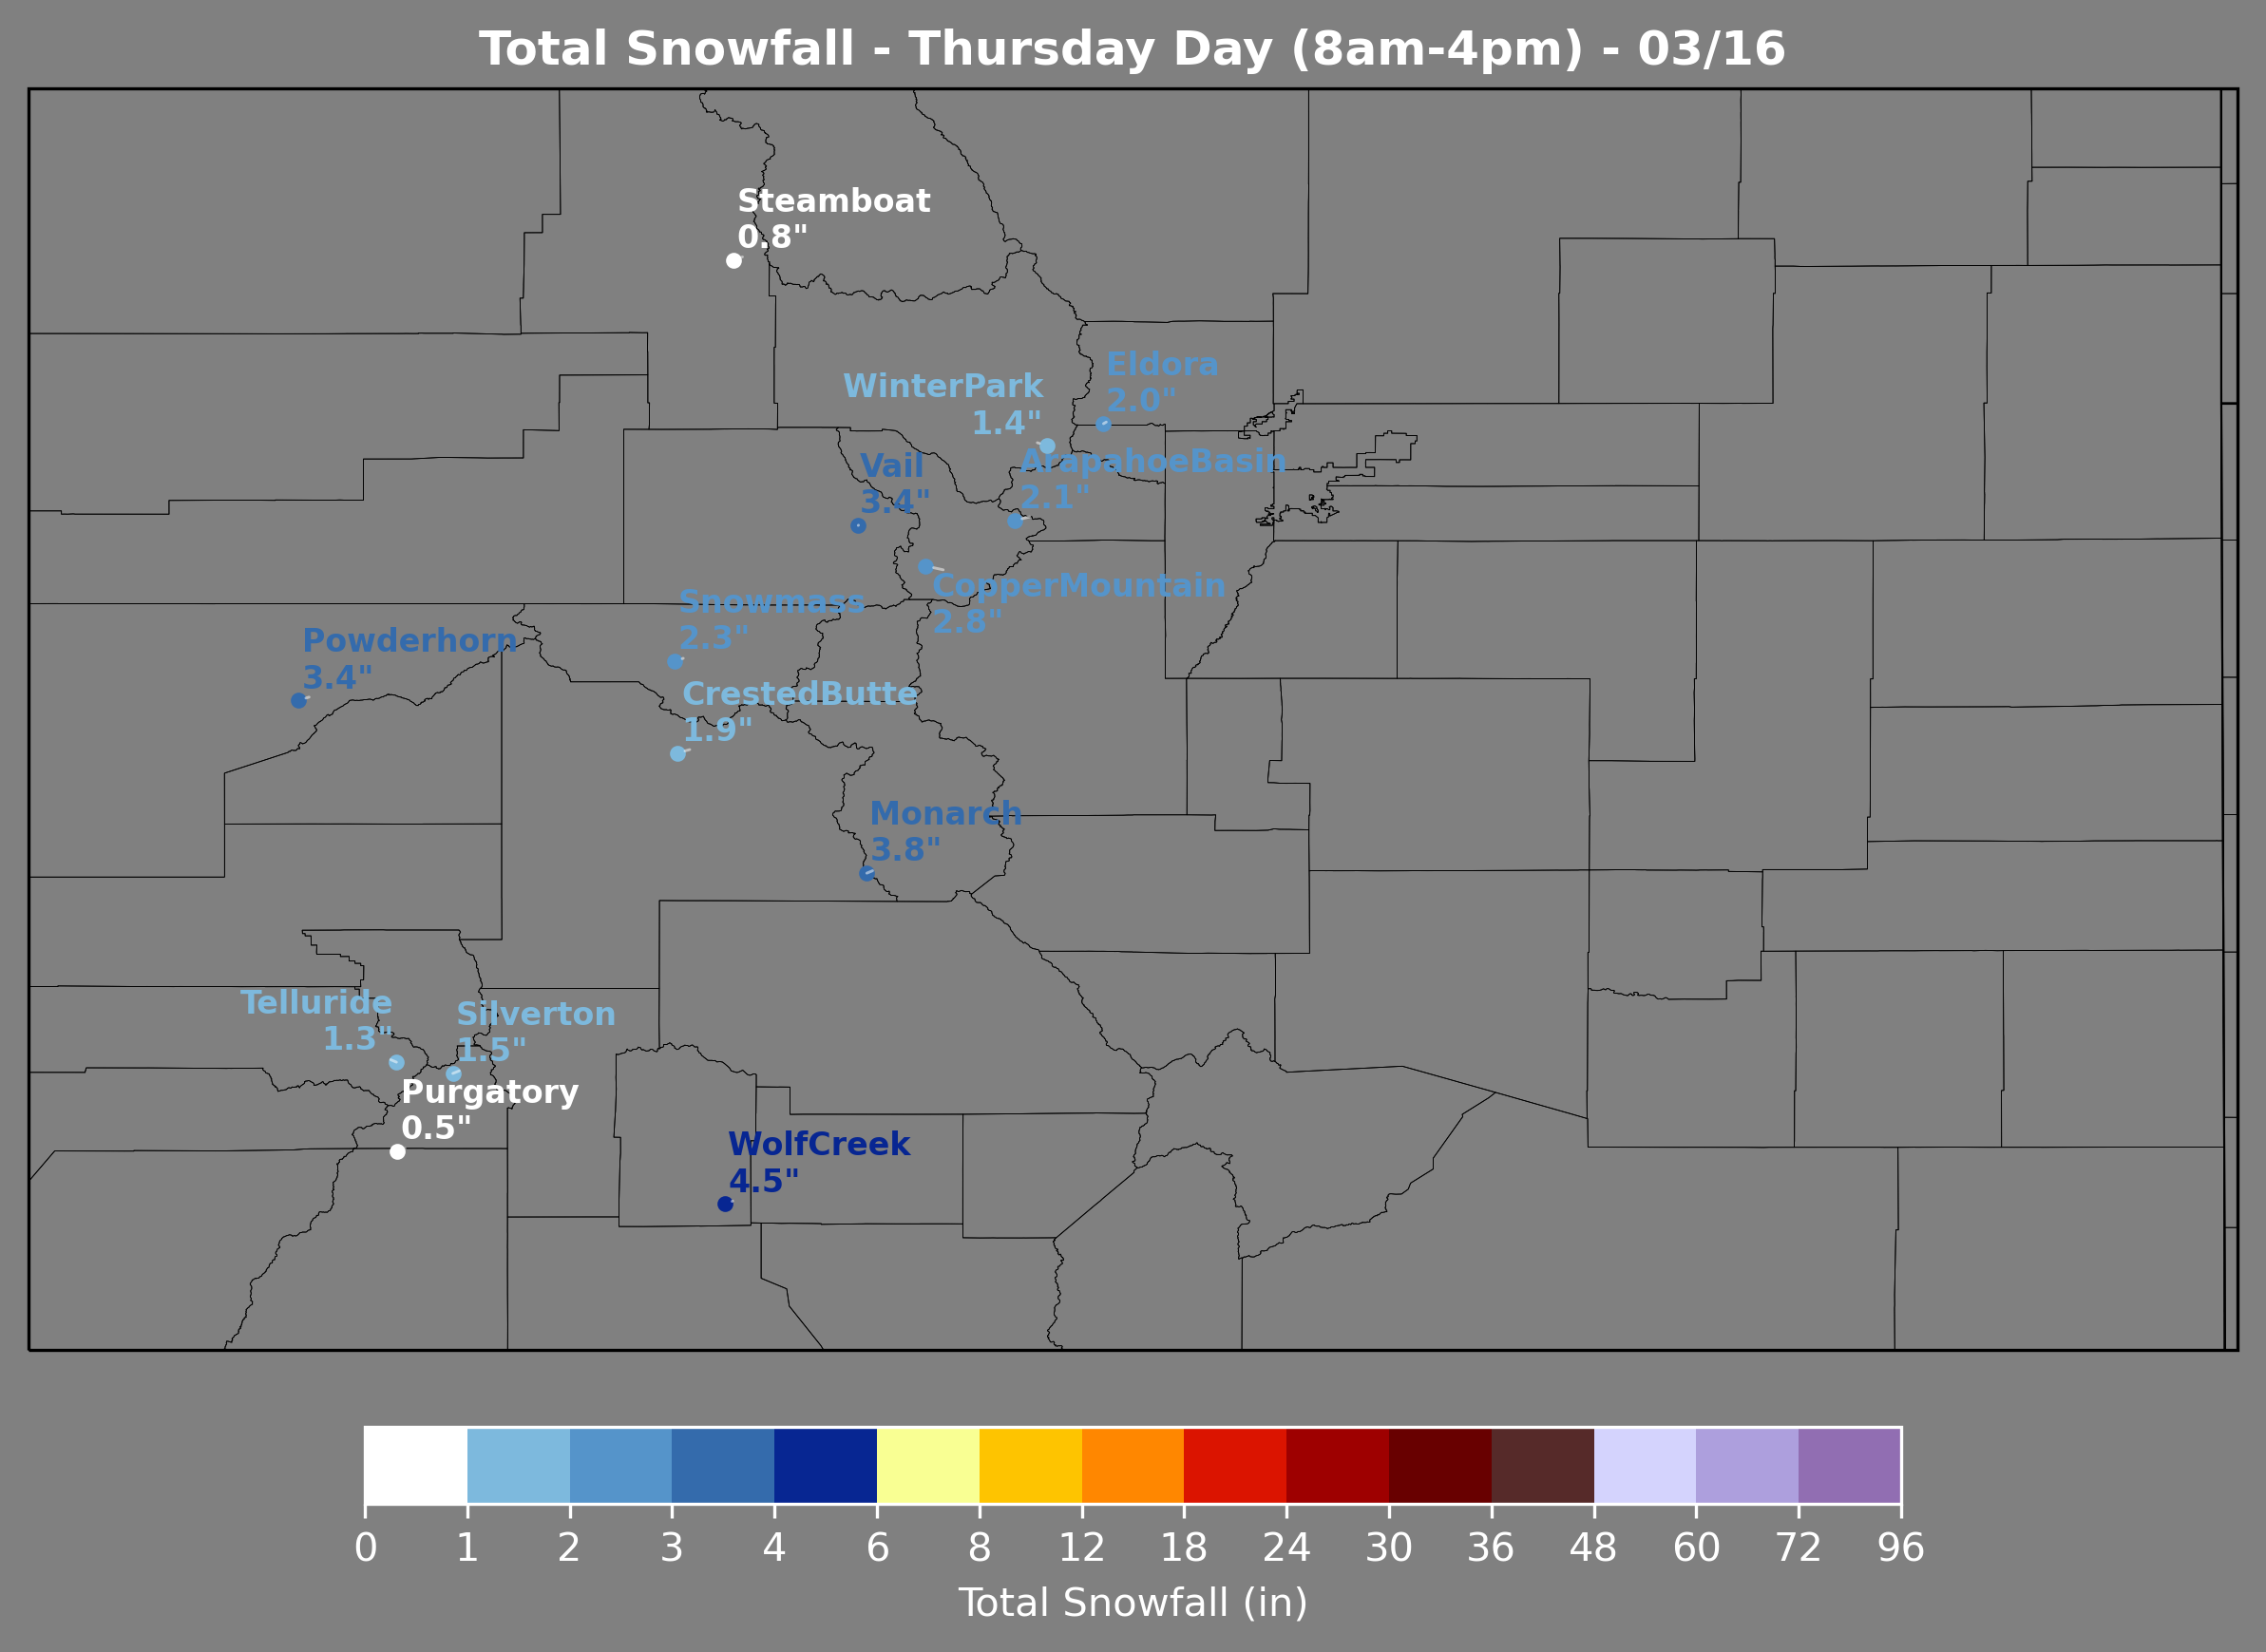 Total Snowfall - Thursday Day (8am-4pm) - 03/16
Steamboat
0.8"
Eldora
2.0"
WinterPark
1.4"
ArapahoeBasin
2.1"
Vail
3.4"
CopperMountain
2.8"
Snowmass
2.3"
Powderhorn
3.4"
CrestedButte
1.9"
Monarch
3.8"
Telluride
1.3"
Silverton
1.5"
Purgatory
0.5"
WolfCreek
4.5"
0 1 2 3 4 6 8 12 18 24 30 36 48 60 72 96
Total Snowfall (in)